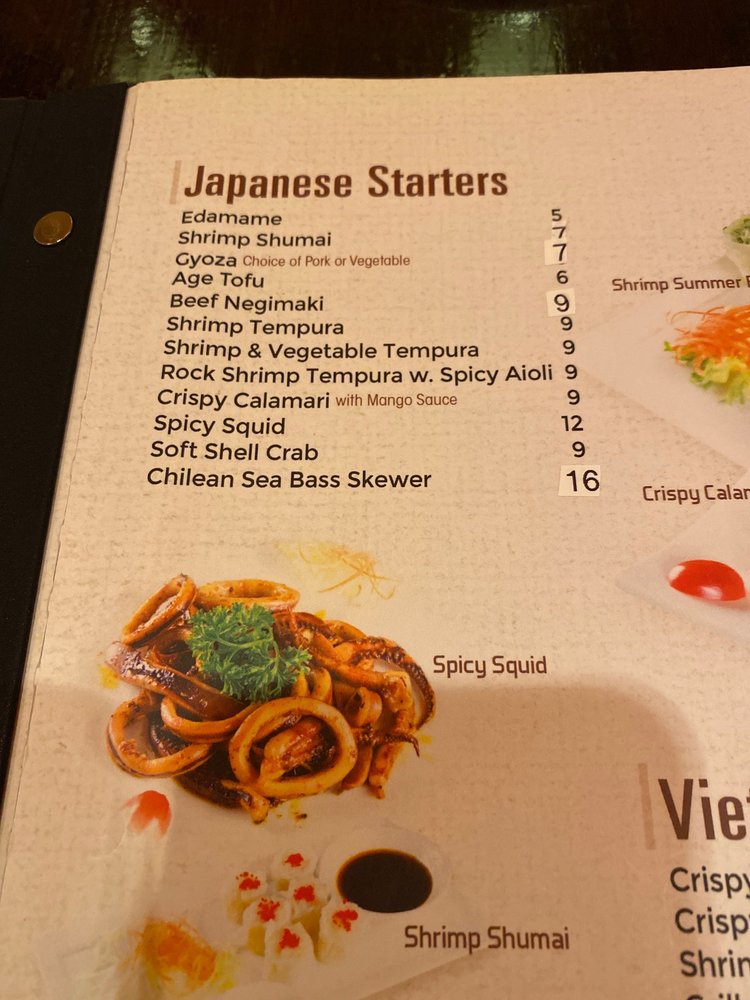 Japanese Starters
Edamame 5
Shrimp Shumai 7
Gyoza Choice of Pork or Vegetable 7
Age Tofu 6
Beef Negimaki 9
Shrimp Tempura 9
Shrimp & Vegetable Tempura 9
Rock Shrimp Tempura w. Spicy Aioli 9
Crispy Calamari with Mango Sauce 9
Spicy Squid 12
Soft Shell Crab 9
Chilean Sea Bass Skewer 16
Spicy Squid
Shrimp Shumai
Shrimp Summer
Crispy Calam
Vie
Crispy
Crisp
Shrim